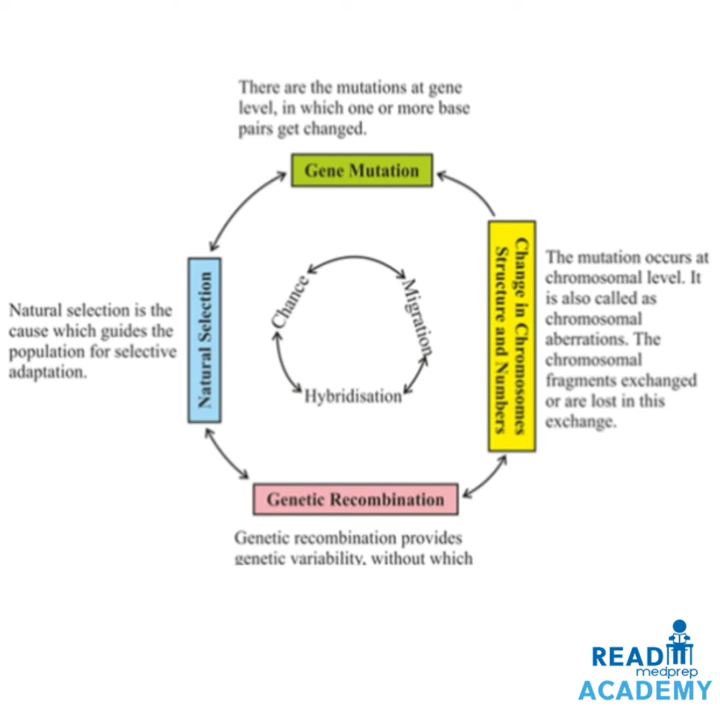 There are the mutations at gene
level, in which one or more base
pairs get changed.
Gene Mutation
Change in Chromosomes
Structure and Numbers
The mutation occurs at
chromosomal level. It
is also called as
chromosomal
aberrations. The
chromosomal
fragments exchanged
or are lost in this
exchange.
Natural Selection
Natural selection is the
cause which guides the
population for selective
adaptation.
Chance
Migration
Hybridisation
Genetic Recombination
Genetic recombination provides
genetic variability, without which
READ
medprep
ACADEMY